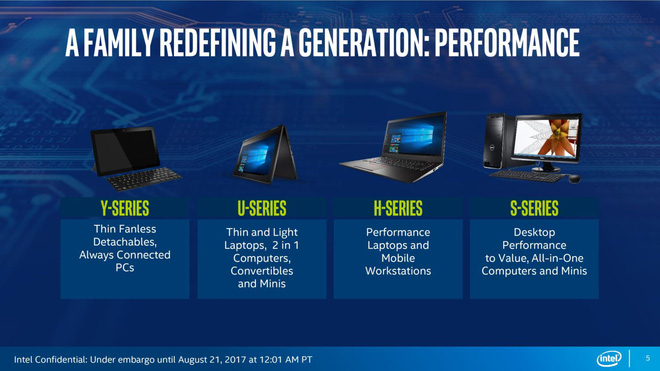 A FAMILY REDEFINING A GENERATION: PERFORMANCE
Y-SERIES
Thin Fanless
Detachables,
Always Connected
PCs
U-SERIES
Thin and Light
Laptops, 2 in 1
Computers,
Convertibles
and Minis
H-SERIES
Performance
Laptops and
Mobile
Workstations
S-SERIES
Desktop
Performance
to Value, All-in-One
Computers and Minis
Intel Confidential: Under embargo until August 21, 2017 at 12:01 AM PT
intel
5